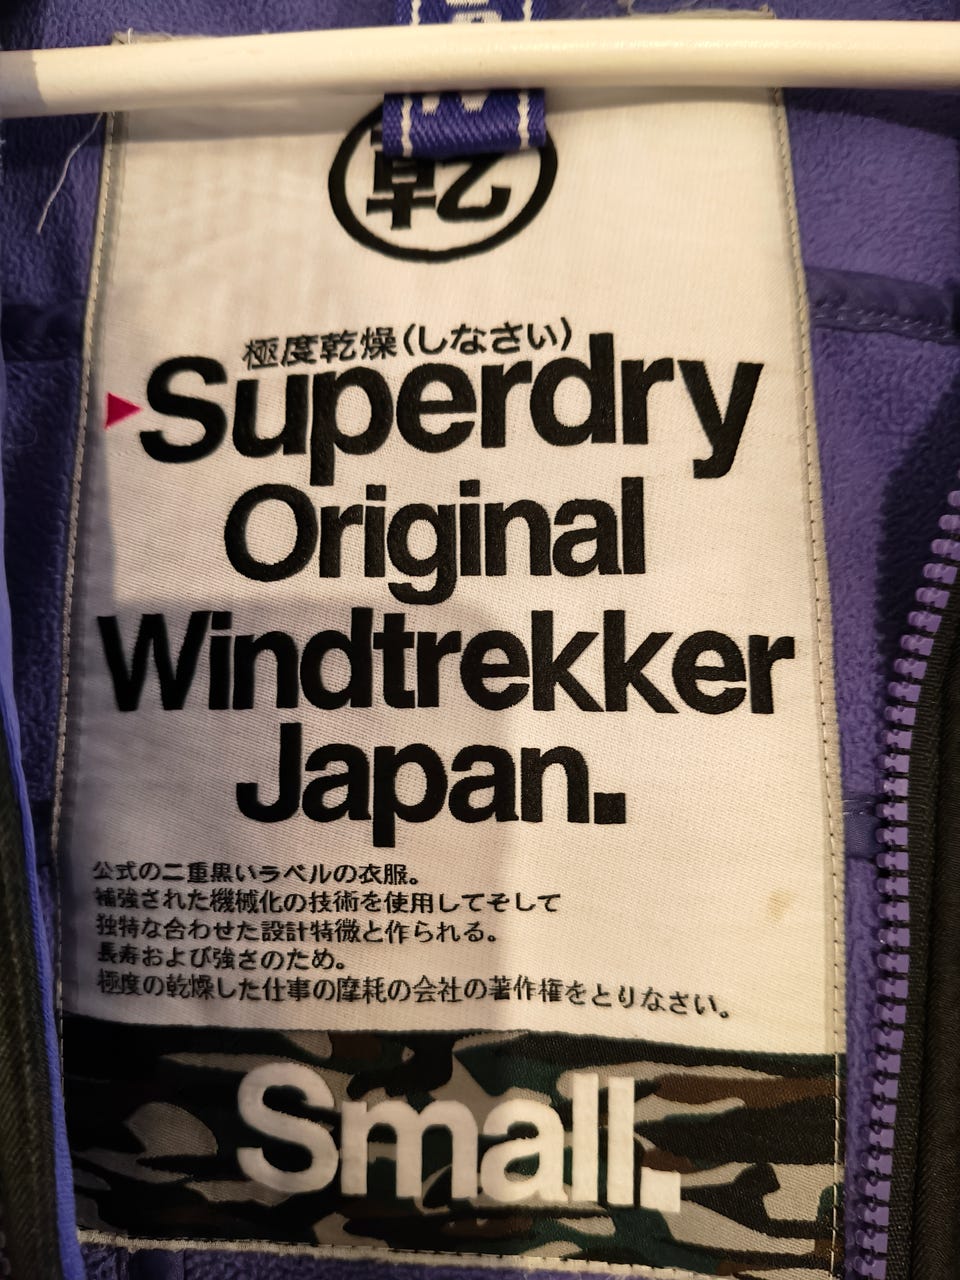 乾
極度乾燥(しなさい)
Superdry
Original
Windtrekker
Japan.
公式の二重黒いラベルの衣服。
補強された機械化の技術を使用してそして
独特な合わせた設計特微と作られる。
長寿および強さのため。
極度の乾燥した仕事の摩耗の会社の著作権をとりなさい。
Small.